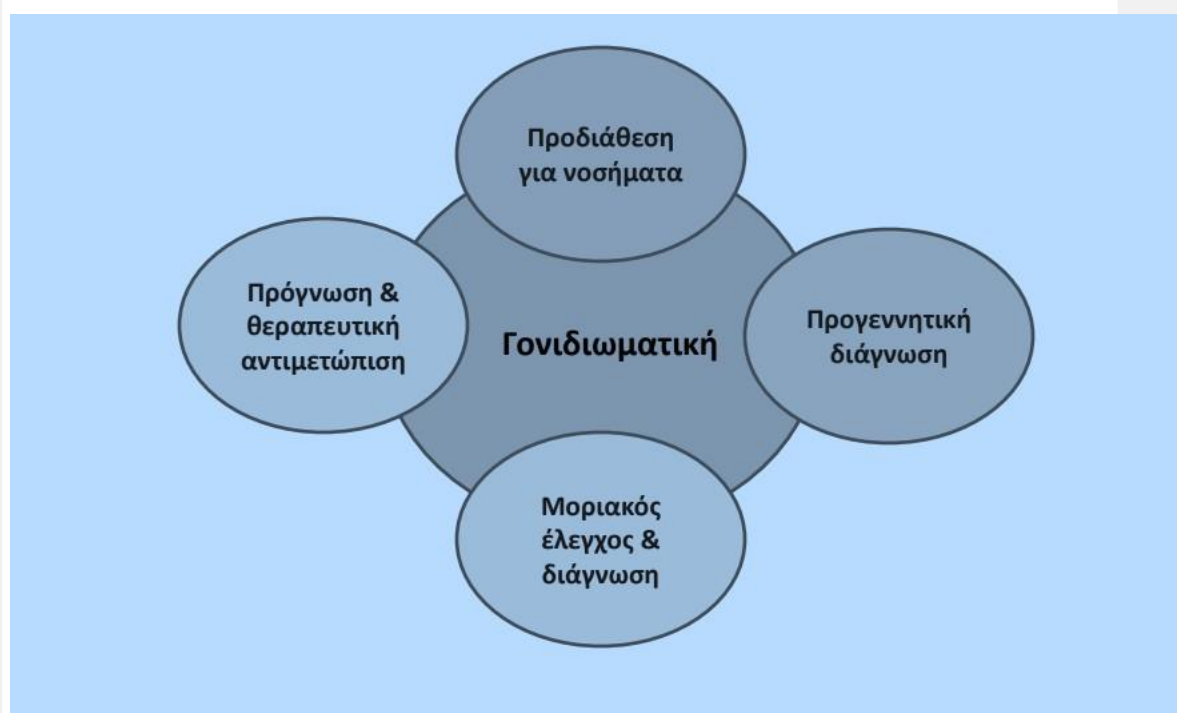 Προδιάθεση
για νοσήματα
Πρόγνωση &
θεραπευτική
αντιμετώπιση
Γονιδιωματική
Προγεννητική
διάγνωση
Μοριακός
έλεγχος &
διάγνωση